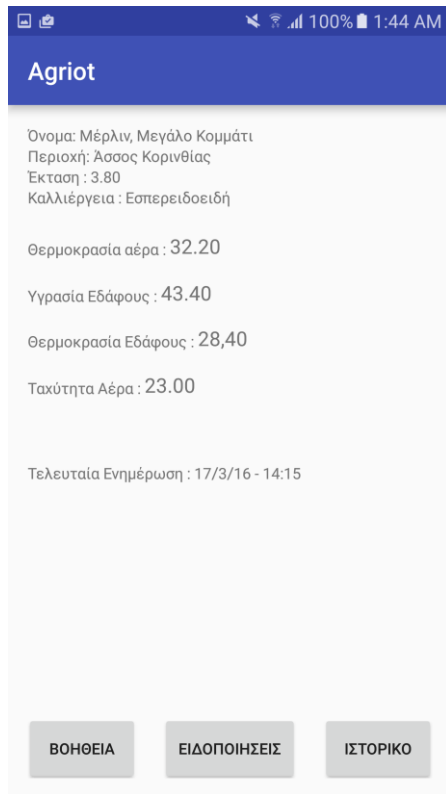 100% 1:44 AM
Agriot
Όνομα: Μέρλιν, Μεγάλο Κομμάτι
Περιοχή: Άσσος Κορινθίας
Έκταση : 3.80
Καλλιέργεια : Εσπερειδοειδή
Θερμοκρασία αέρα : 32.20
Υγρασία Εδάφους : 43.40
Θερμοκρασία Εδάφους : 28,40
Ταχύτητα Αέρα : 23.00
Τελευταία Ενημέρωση : 17/3/16 - 14:15
ΒΟΗΘΕΙΑ ΕΙΔΟΠΟΙΗΣΕΙΣ ΙΣΤΟΡΙΚΟ